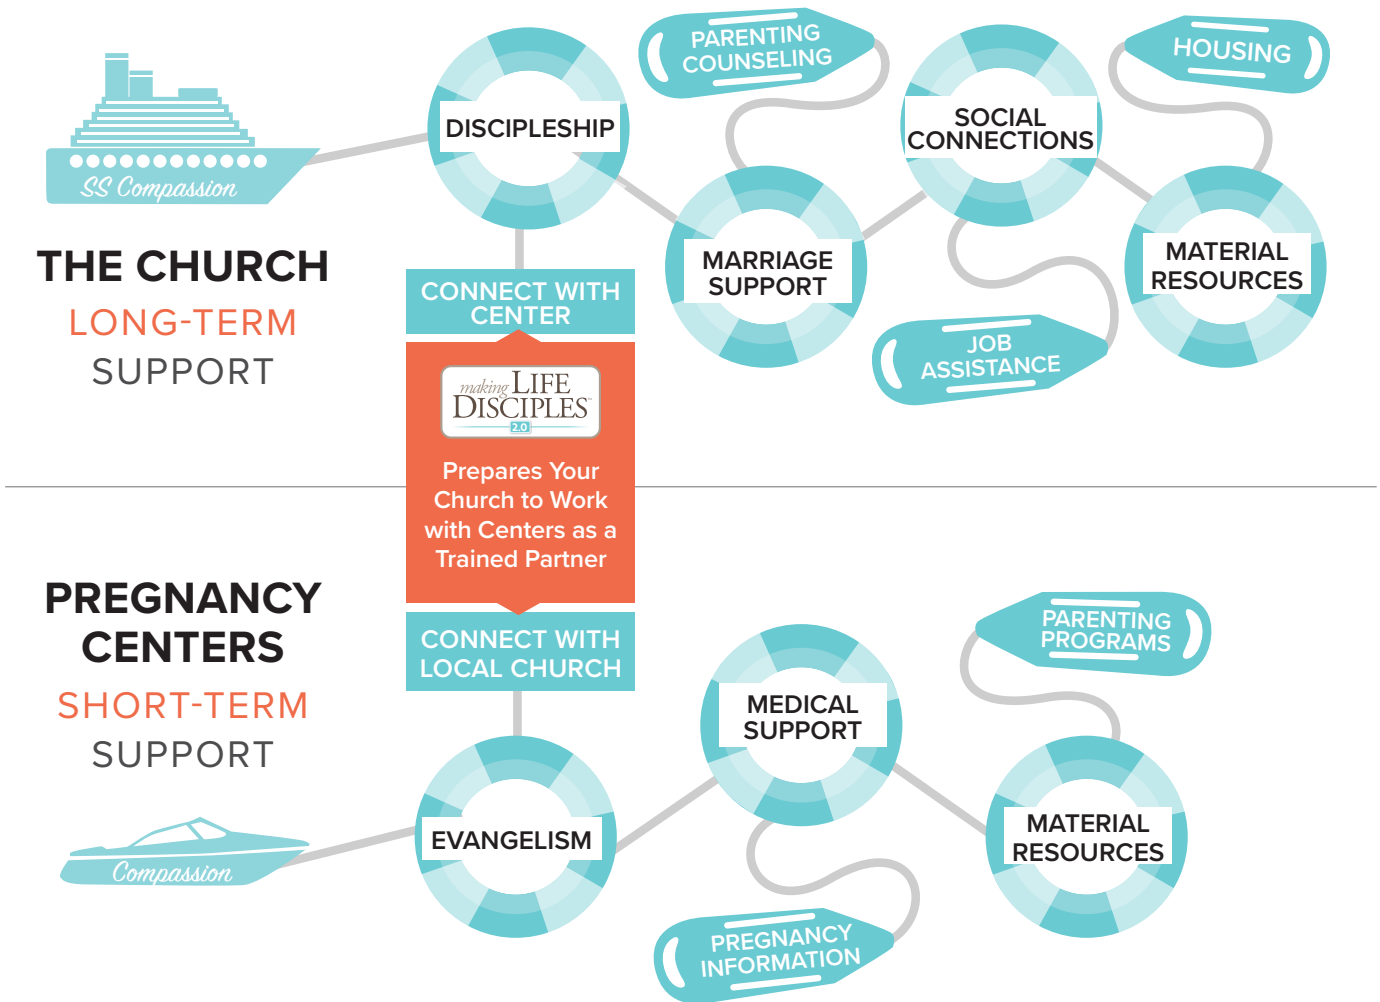 PARENTING
COUNSELING
HOUSING
DISCIPLESHIP
SOCIAL
CONNECTIONS
SS Compassion
THE CHURCH
LONG-TERM
SUPPORT
MARRIAGE
SUPPORT
MATERIAL
RESOURCES
CONNECT WITH
CENTER
JOB
ASSISTANCE
making LIFE
DISCIPLES™
2.0
Prepares Your
Church to Work
with Centers as a
Trained Partner
PREGNANCY
CENTERS
SHORT-TERM
SUPPORT
CONNECT WITH
LOCAL CHURCH
PARENTING
PROGRAMS
MEDICAL
SUPPORT
EVANGELISM
MATERIAL
RESOURCES
Compassion
PREGNANCY
INFORMATION